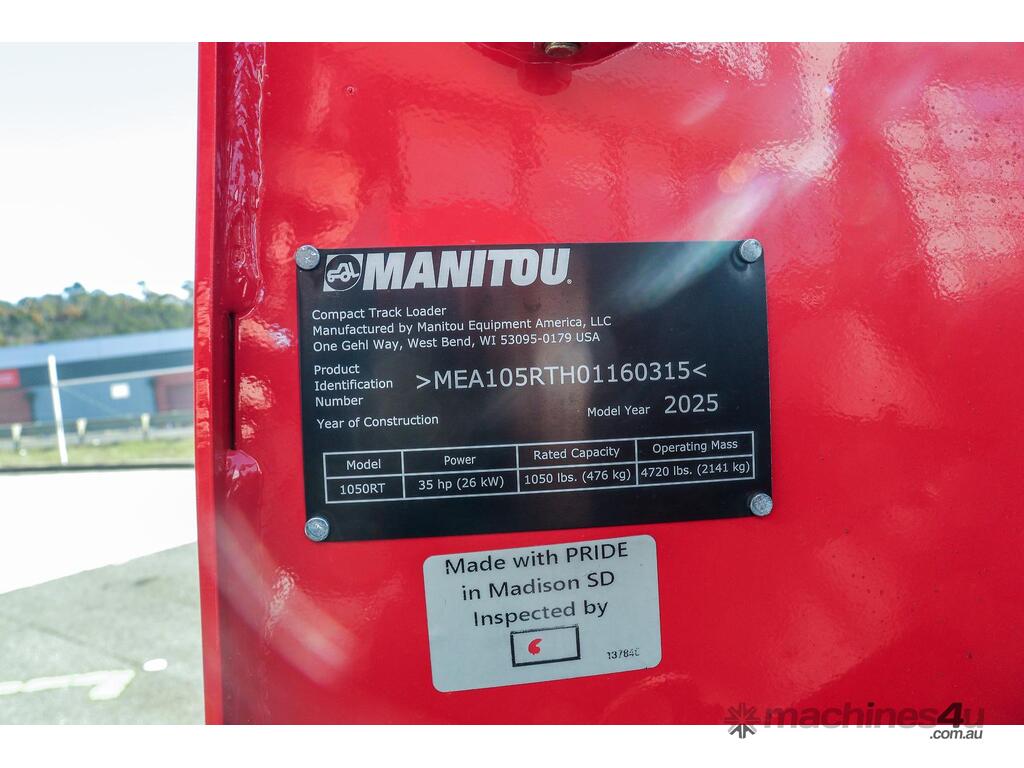 MANITOU®
Compact Track Loader
Manufactured by Manitou Equipment America, LLC
One Gehl Way, West Bend, WI 53095-0179 USA
Product
Identification
Number
>MEA105RTH01160315<
Year of Construction
Model Year 2025
Model Power Rated Capacity Operating Mass
1050RT 35 hp (26 kW) 1050 lbs. (476 kg) 4720 lbs. (2141 kg)
Made with PRIDE
in Madison SD
Inspected by
6
machines4u
.com.au